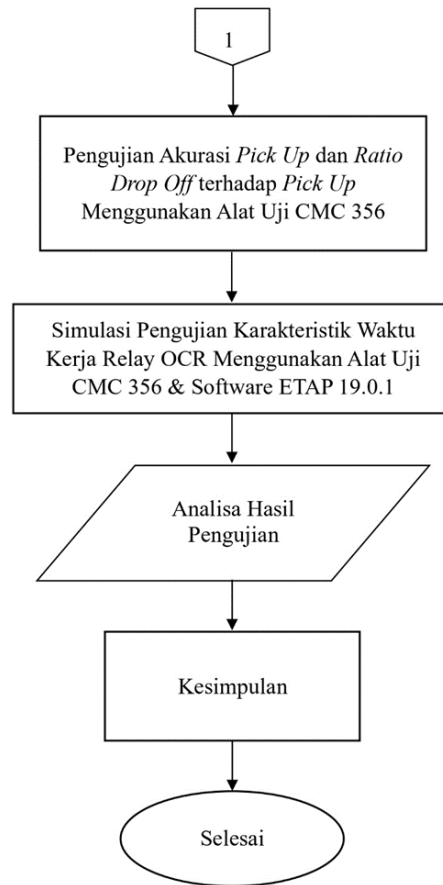 1
Pengujian Akurasi Pick Up dan Ratio
Drop Off terhadap Pick Up
Menggunakan Alat Uji CMC 356
Simulasi Pengujian Karakteristik Waktu
Kerja Relay OCR Menggunakan Alat Uji
CMC 356 & Software ETAP 19.0.1
Analisa Hasil
Pengujian
Kesimpulan
Selesai